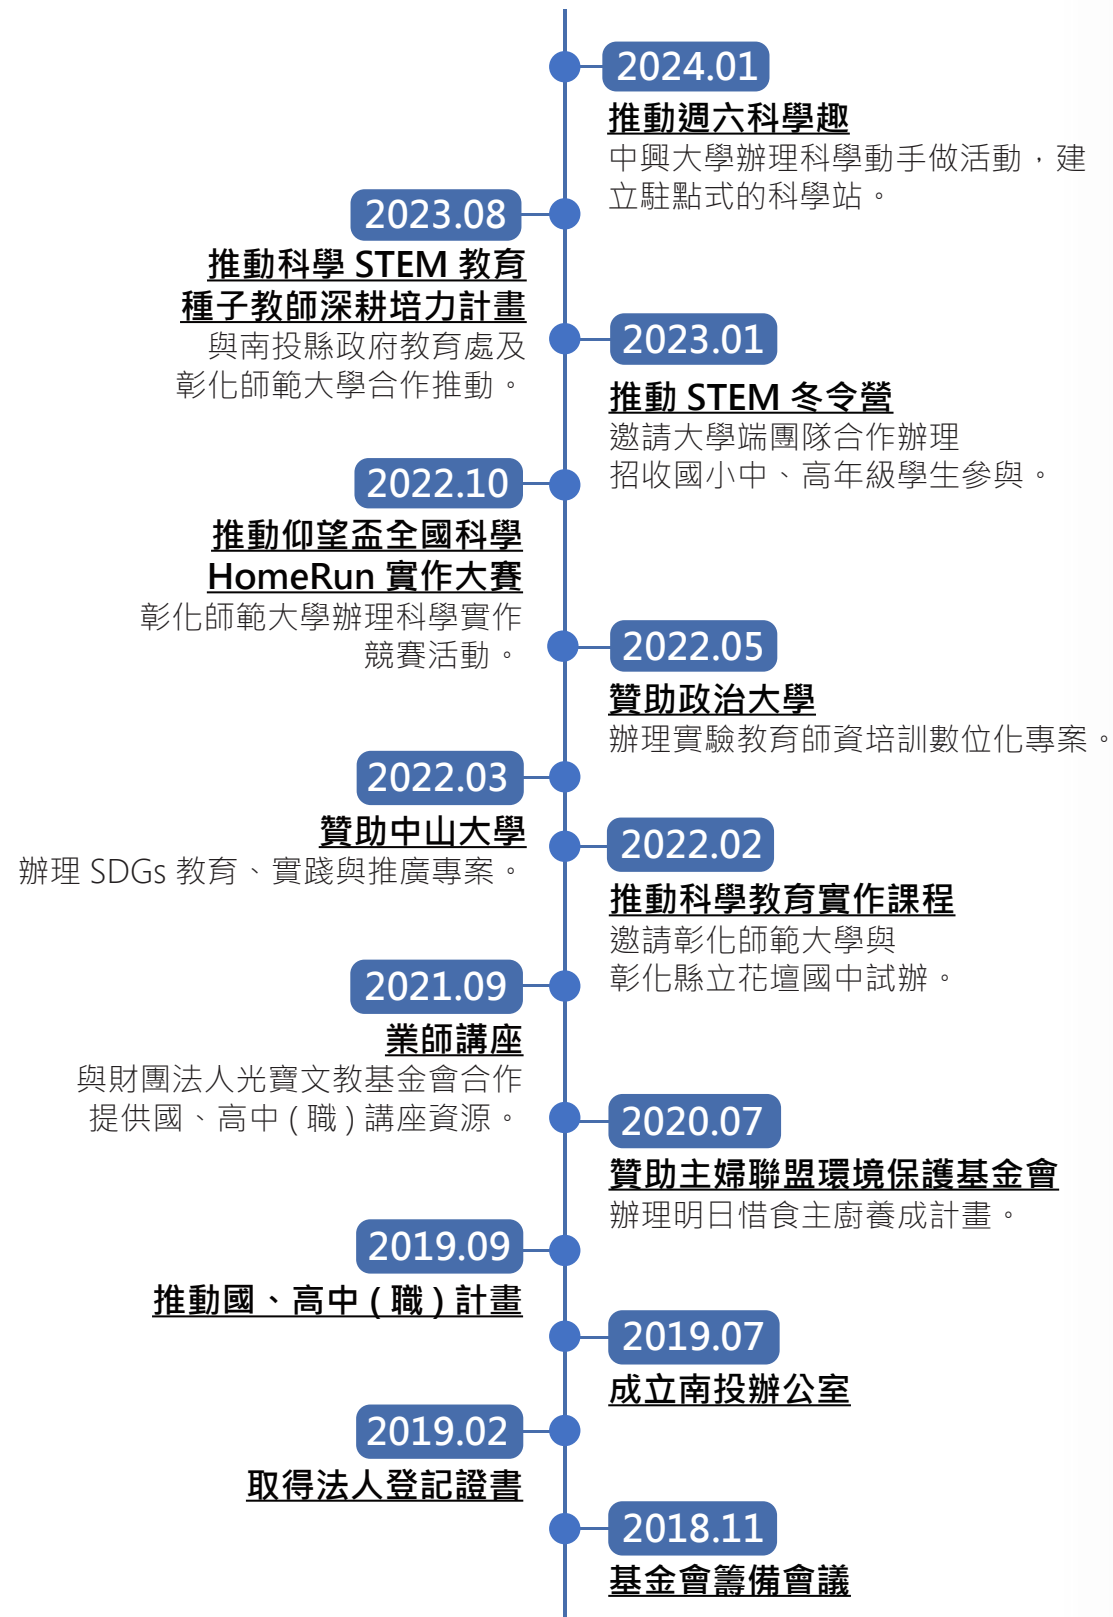 2024.01
推動週六科學趣
中興大學辦理科學動手做活動，建
立駐點式的科學站。
2023.08
推動科學 STEM 教育
種子教師深耕培力計畫
與南投縣政府教育處及
彰化師範大學合作推動。
2023.01
推動 STEM 冬令營
邀請大學端團隊合作辦理
招收國小中、高年級學生參與。
2022.10
推動仰望盃全國科學
HomeRun 實作大賽
彰化師範大學辦理科學實作
競賽活動。
2022.05
贊助政治大學
辦理實驗教育師資培訓數位化專案。
2022.03
贊助中山大學
辦理 SDGs 教育、實踐與推廣專案。
2022.02
推動科學教育實作課程
邀請彰化師範大學與
彰化縣立花壇國中試辦。
2021.09
業師講座
與財團法人光寶文教基金會合作
提供國、高中 ( 職 ) 講座資源。
2020.07
贊助主婦聯盟環境保護基金會
辦理明日惜食主廚養成計畫。
2019.09
推動國、高中 ( 職 ) 計畫
2019.07
成立南投辦公室
2019.02
取得法人登記證書
2018.11
基金會籌備會議